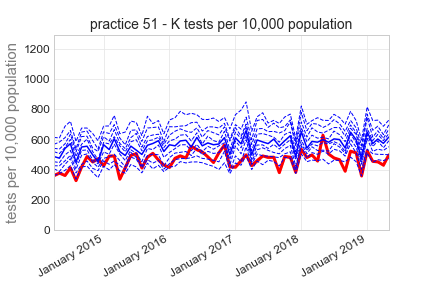 practice 51 - K tests per 10,000 population
tests per 10,000 population
1200
1000
800
600
400
200
0
January 2015
January 2016
January 2017
January 2018
January 2019